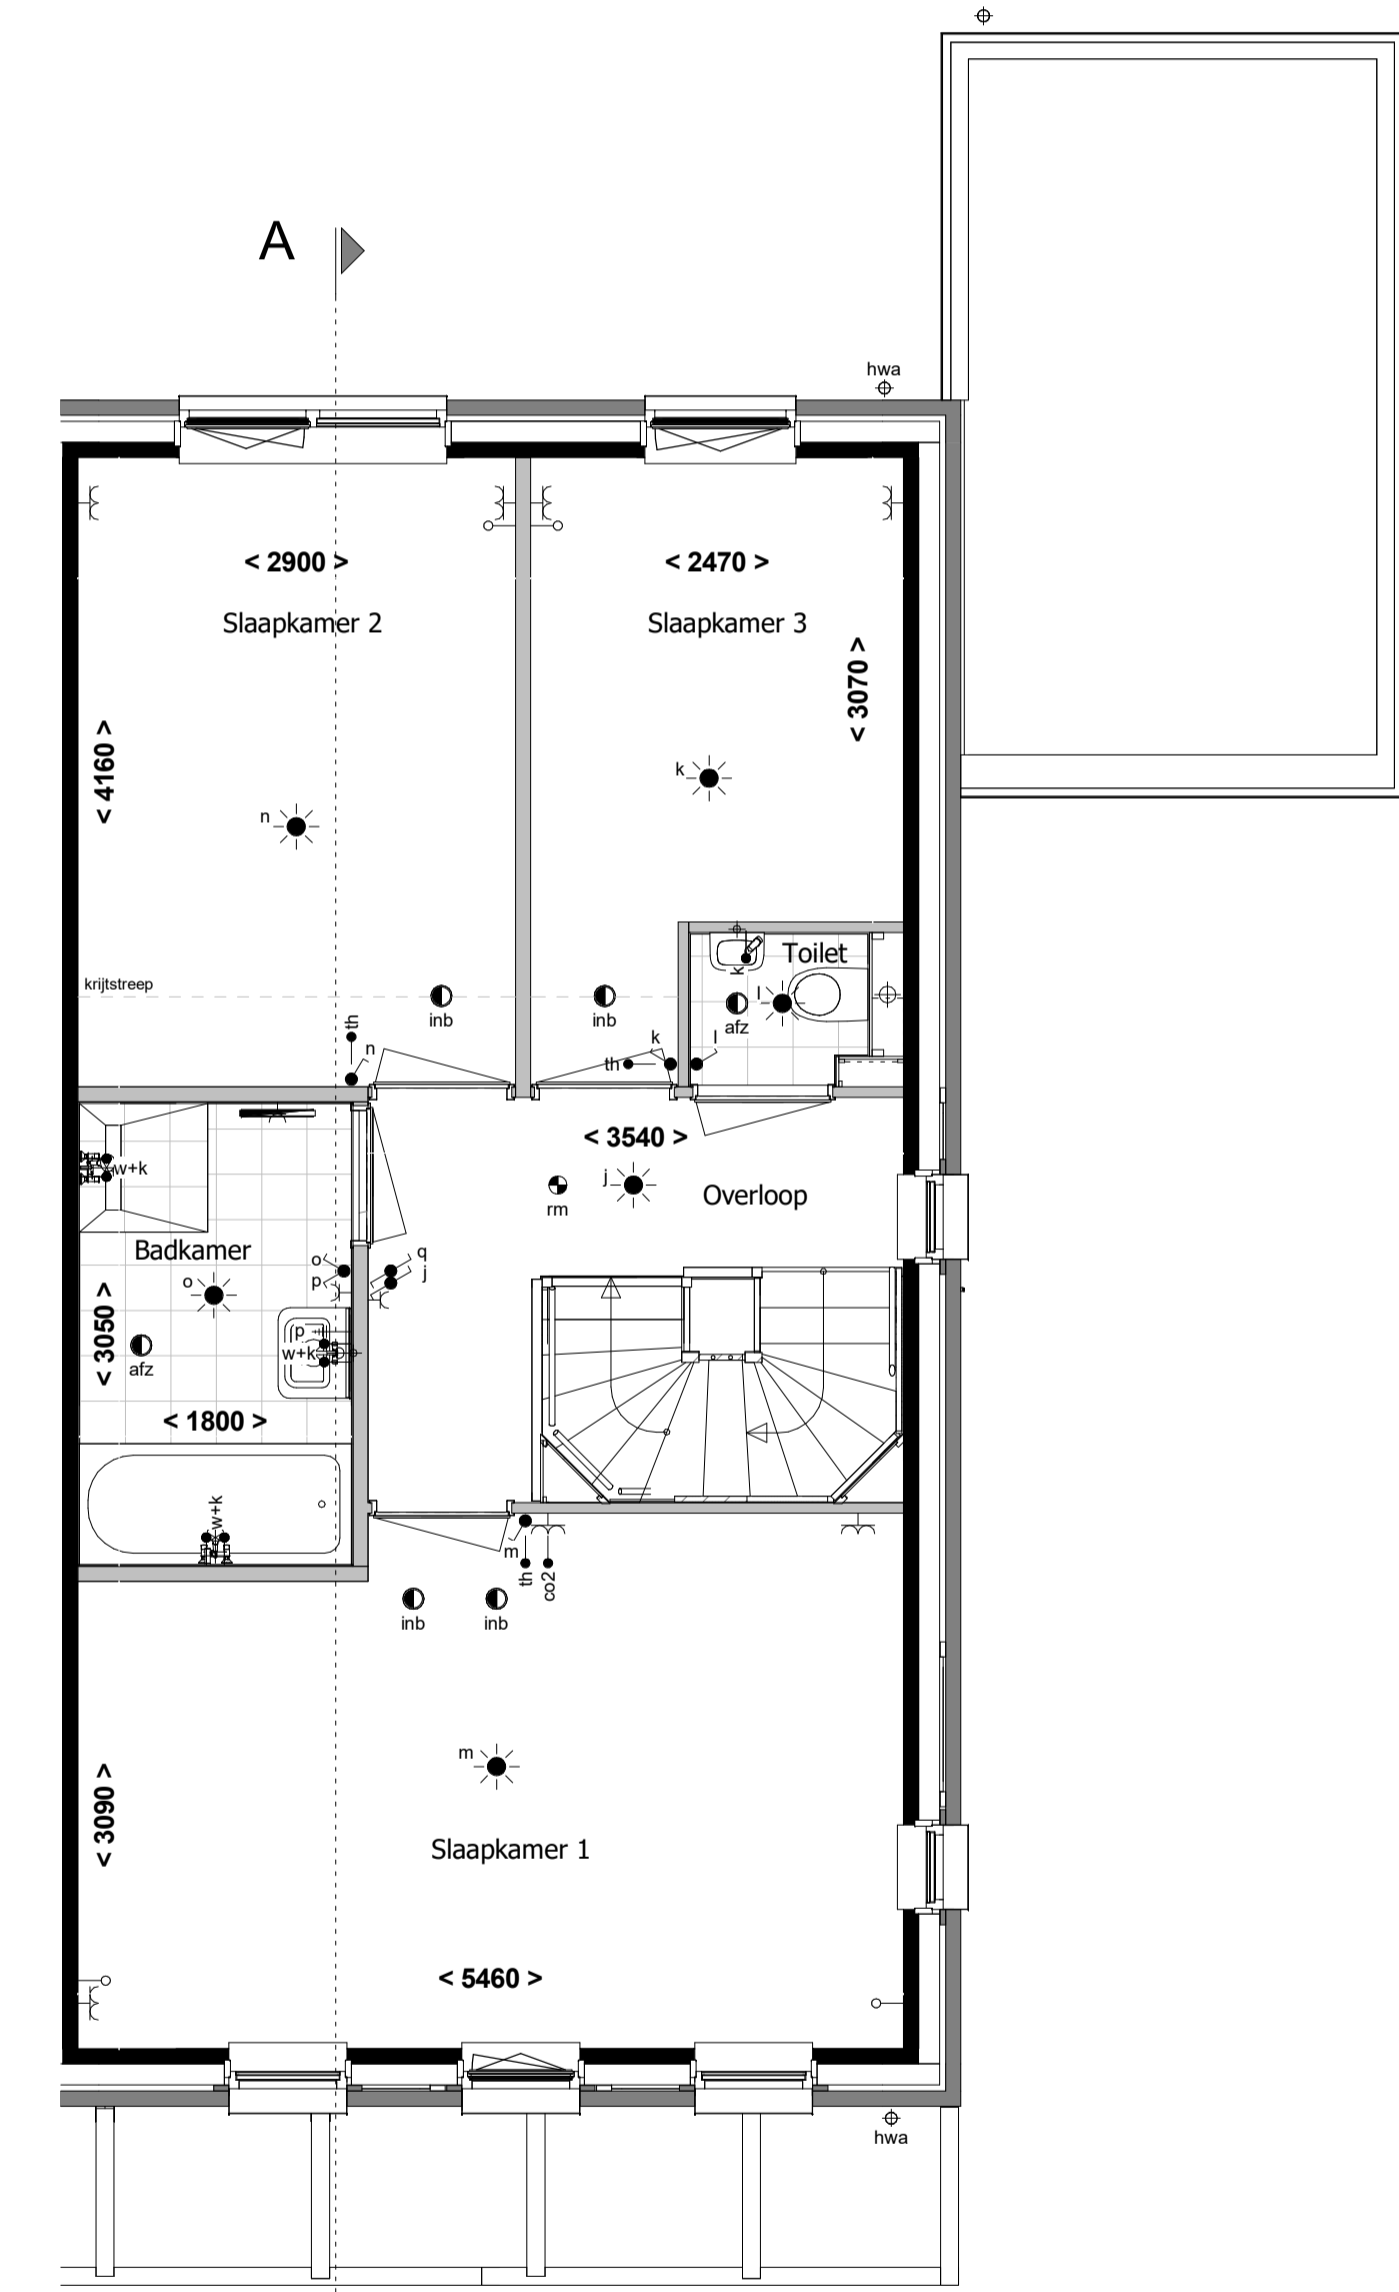 A
hwa
< 2900 >
< 2470 >
Slaapkamer 2
Slaapkamer 3
< 3070 >
< 4160 >
k
n
krijtstreep
Toilet
k
l
inb
inb
afz
th
n
k
l
th
< 3540 >
w+k
j
rm
Overloop
Badkamer
o
q
o
p
j
< 3050 >
p
w+k
afz
< 1800 >
w+k
m
th
co2
inb
inb
m
< 3090 >
Slaapkamer 1
< 5460 >
hwa